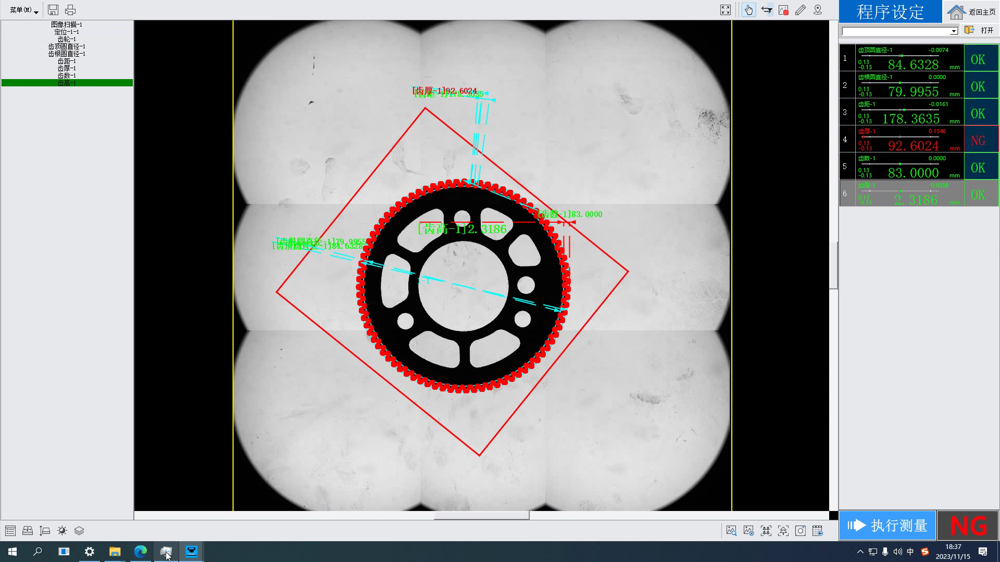 菜单(M)
程序设定
返回主页
打开
图像扫描-1
定位-1-1
齿轮-1
齿顶圆直径-1
齿根圆直径-1
齿距-1
齿厚-1
齿数-1
齿高-1
[齿厚-1]92.6024
[齿距-1]178.3635
[齿数-1]83.0000
[齿高-1]2.3186
[齿根圆直径-1]79.9955
[齿顶圆直径-1]84.6328
1-1
1 齿顶圆直径-1 -0.0074
0.13
-0.13 84.6328 mm OK
2 齿根圆直径-1 0.0000
0.13
-0.13 79.9955 mm OK
3 齿距-1 -0.0161
0.13
-0.13 178.3635 mm OK
4 齿厚-1 0.1546
0.13
-0.13 92.6024 mm NG
5 齿数-1 0.0000
0.13
-0.13 83.0000 mm OK
6 齿高-1 -0.0038
0.13
-0.13 2.3186 mm OK
执行测量
NG
中
18:37
2023/11/15